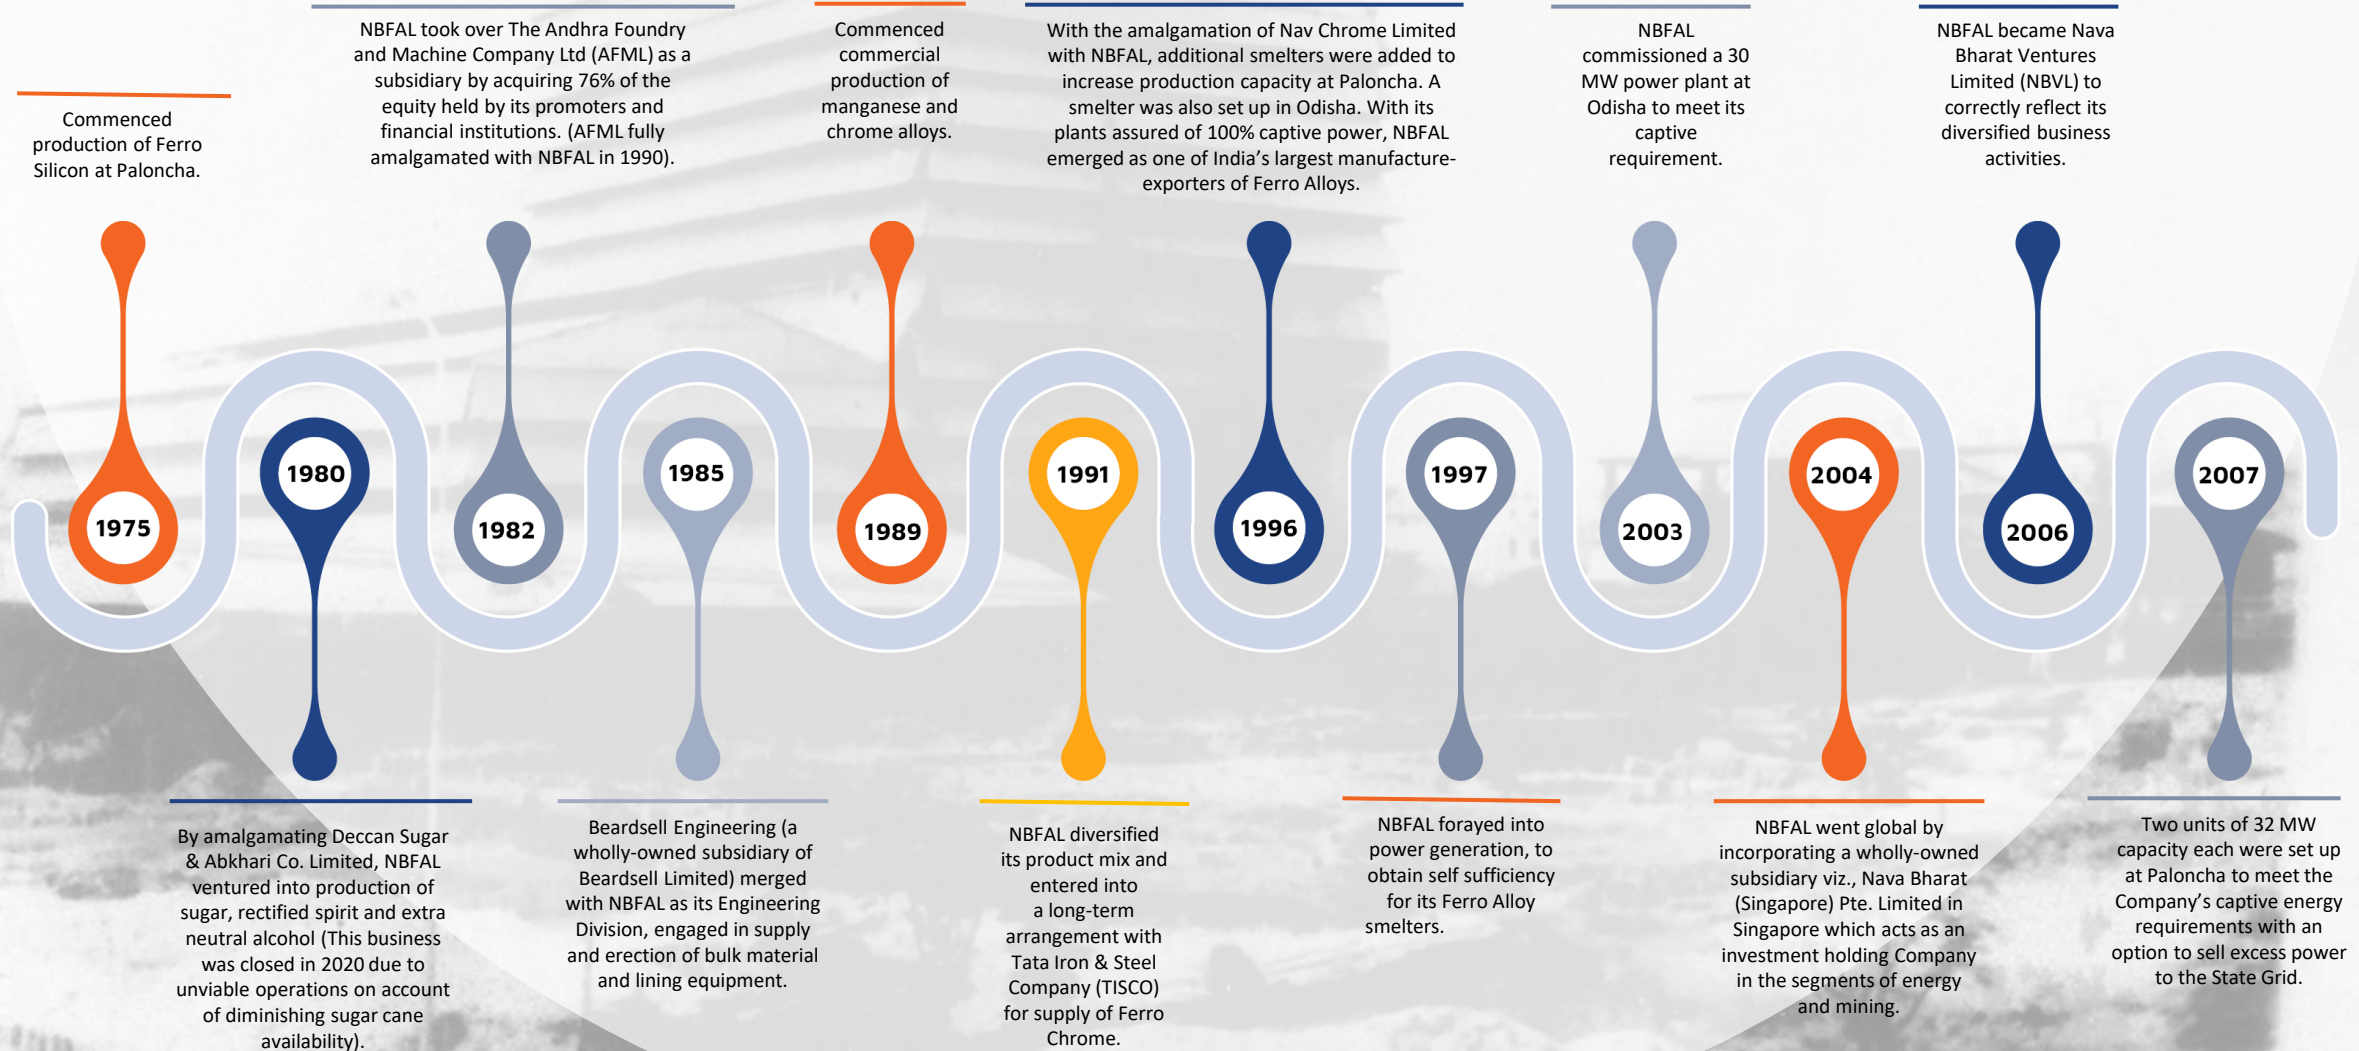 Commenced
production of Ferro
Silicon at Paloncha.
NBFAL took over The Andhra Foundry
and Machine Company Ltd (AFML) as a
subsidiary by acquiring 76% of the
equity held by its promoters and
financial institutions. (AFML fully
amalgamated with NBFAL in 1990).
Commenced
commercial
production of
manganese and
chrome alloys.
With the amalgamation of Nav Chrome Limited
with NBFAL, additional smelters were added to
increase production capacity at Paloncha. A
smelter was also set up in Odisha. With its
plants assured of 100% captive power, NBFAL
emerged as one of India’s largest manufacture-
exporters of Ferro Alloys.
NBFAL
commissioned a 30
MW power plant at
Odisha to meet its
captive
requirement.
NBFAL became Nava
Bharat Ventures
Limited (NBVL) to
correctly reflect its
diversified business
activities.
1975
1980
1982
1985
1989
1991
1996
1997
2003
2004
2006
2007
By amalgamating Deccan Sugar
& Abkhari Co. Limited, NBFAL
ventured into production of
sugar, rectified spirit and extra
neutral alcohol (This business
was closed in 2020 due to
unviable operations on account
of diminishing sugar cane
availability).
Beardsell Engineering (a
wholly-owned subsidiary of
Beardsell Limited) merged
with NBFAL as its Engineering
Division, engaged in supply
and erection of bulk material
and lining equipment.
NBFAL diversified
its product mix and
entered into
a long-term
arrangement with
Tata Iron & Steel
Company (TISCO)
for supply of Ferro
Chrome.
NBFAL forayed into
power generation, to
obtain self sufficiency
for its Ferro Alloy
smelters.
NBFAL went global by
incorporating a wholly-owned
subsidiary viz., Nava Bharat
(Singapore) Pte. Limited in
Singapore which acts as an
investment holding Company
in the segments of energy
and mining.
Two units of 32 MW
capacity each were set up
at Paloncha to meet the
Company’s captive energy
requirements with an
option to sell excess power
to the State Grid.